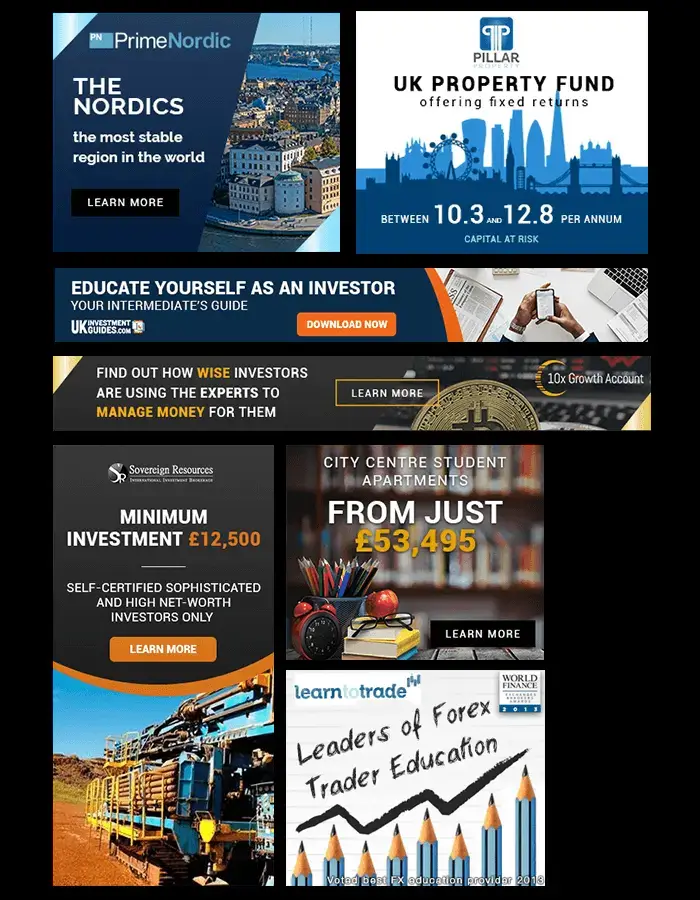 PN PrimeNordic
THE
NORDICS
the most stable
region in the world
LEARN MORE
PILLAR
PROPERTY
UK PROPERTY FUND
offering fixed returns
BETWEEN 10.3 AND 12.8 PER ANNUM
CAPITAL AT RISK
EDUCATE YOURSELF AS AN INVESTOR
YOUR INTERMEDIATE'S GUIDE
UK INVESTMENT
GUIDES.COM
DOWNLOAD NOW
FIND OUT HOW WISE INVESTORS
ARE USING THE EXPERTS TO
MANAGE MONEY FOR THEM
LEARN MORE
10x Growth Account
SR Sovereign Resources
INTERNATIONAL INVESTMENT BROKERAGE
MINIMUM
INVESTMENT £12,500
SELF-CERTIFIED SOPHISTICATED
AND HIGH NET-WORTH
INVESTORS ONLY
LEARN MORE
CITY CENTRE STUDENT
APARTMENTS
FROM JUST
£53,495
LEARN MORE
learntotrade
WORLD
FINANCE
2013
Leaders of Forex
Trader Education
Voted best FX education provider 2013